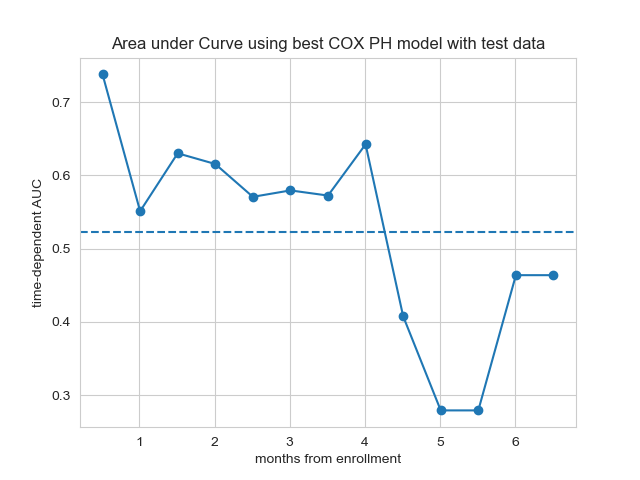 Area under Curve using best COX PH model with test data
time-dependent AUC
0.7
0.6
0.5
0.4
0.3
1 2 3 4 5 6
months from enrollment